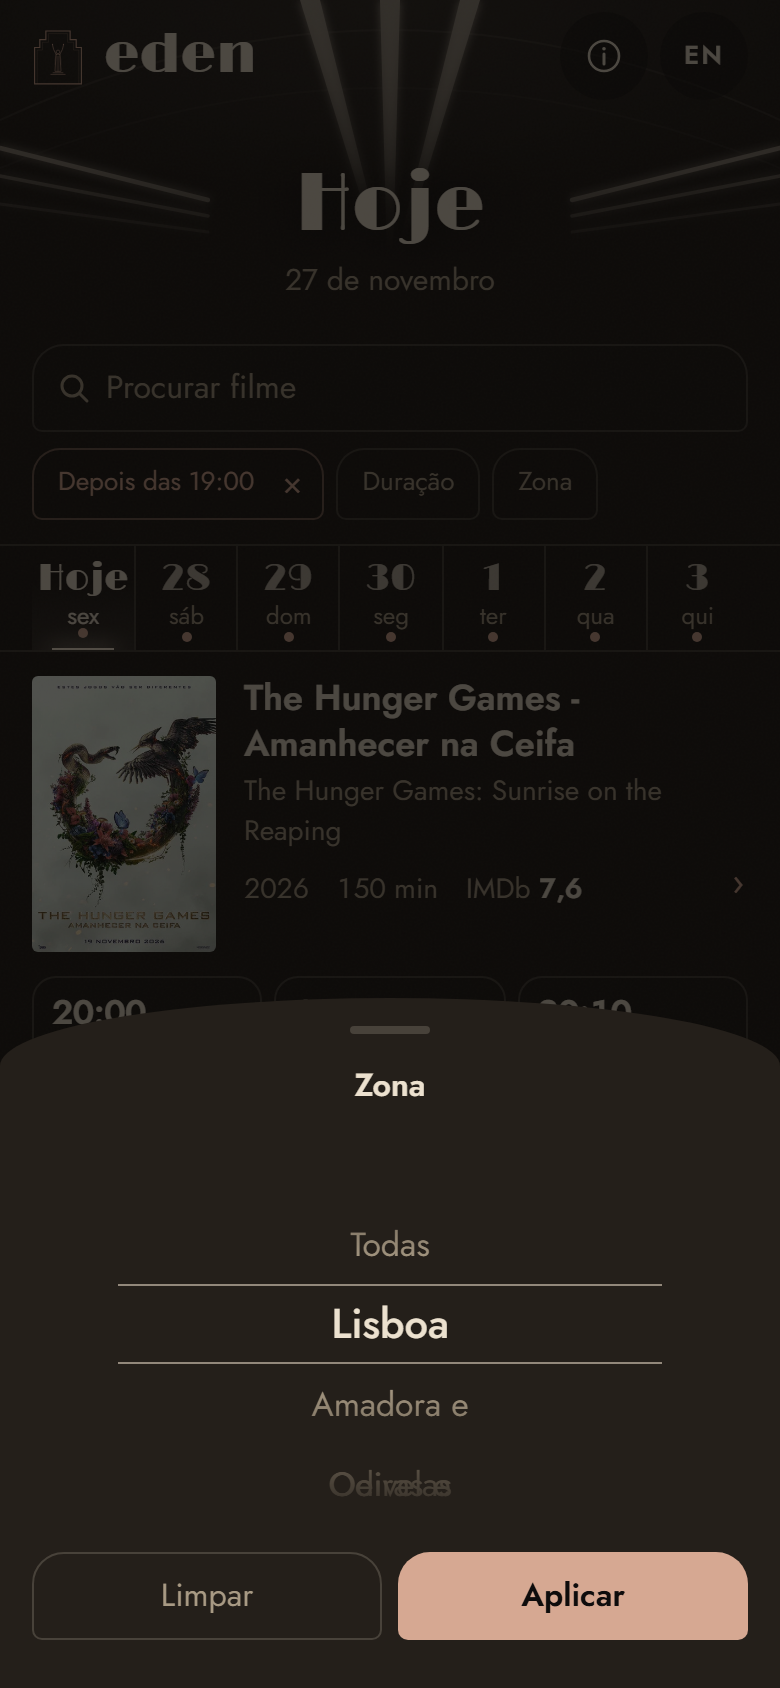 eden
EN
Hoje
27 de novembro
Procurar filme
Depois das 19:00 ×
Duração
Zona
Hoje
sex
28
sáb
29
dom
30
seg
1
ter
2
qua
3
qui
THE HUNGER GAMES
AMANHECER NA CEIFA
19 NOVEMBRO 2026
The Hunger Games -
Amanhecer na Ceifa
The Hunger Games: Sunrise on the
Reaping
2026 150 min IMDb 7,6
20:00
Zona
Todas
Lisboa
Amadora e
Limpar
Aplicar